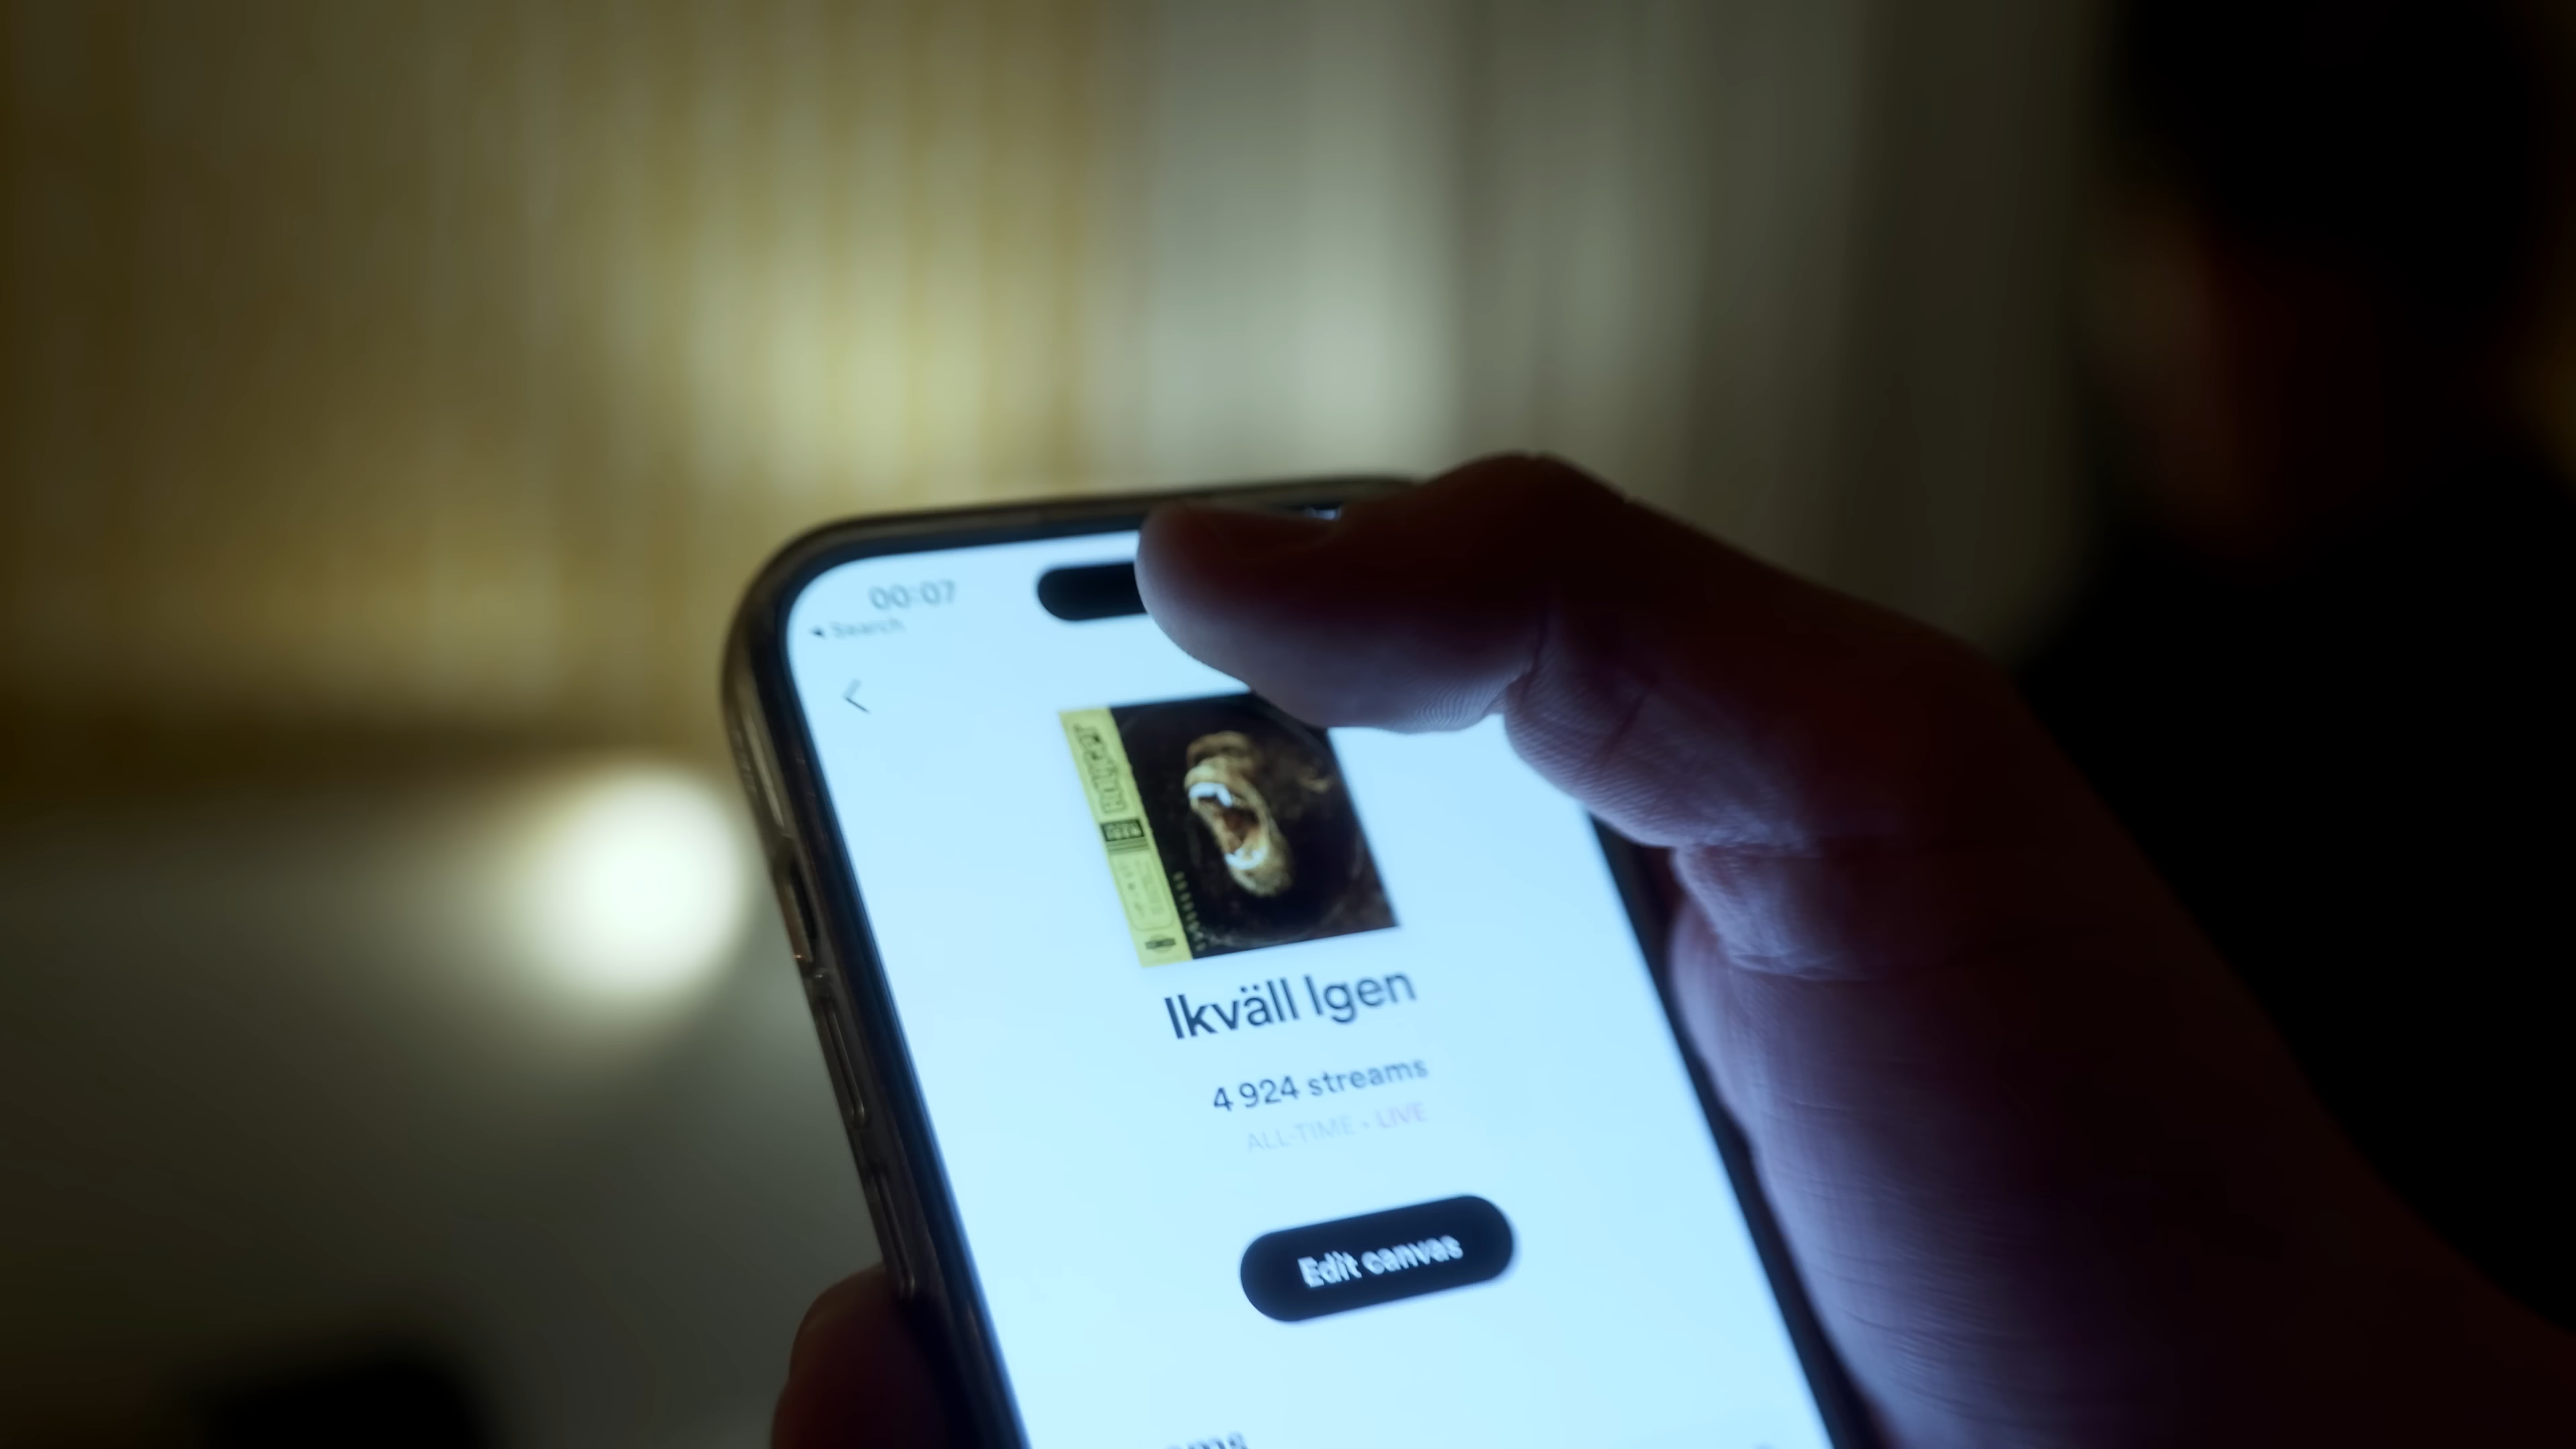 00:07
◂ Search
Ikväll Igen
4 924 streams
ALL-TIME • LIVE
Edit canvas